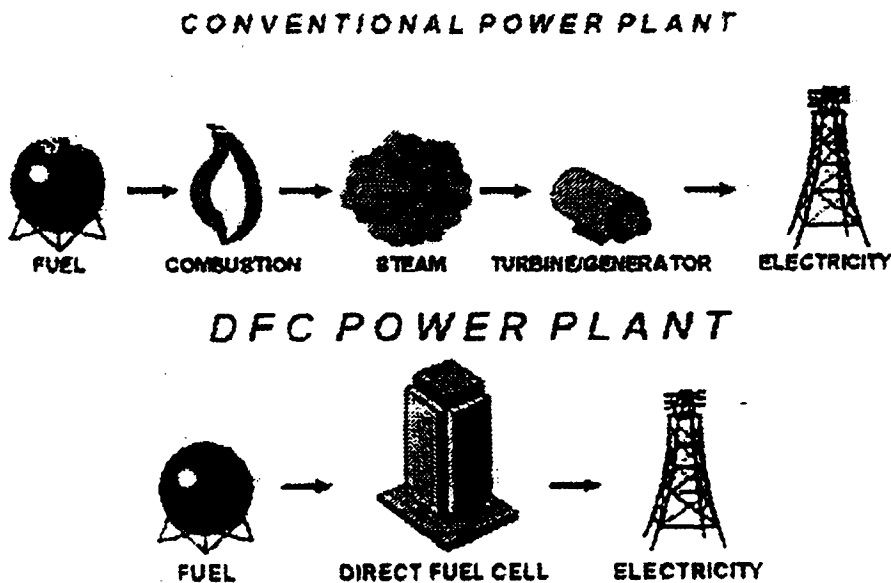 CONVENTIONAL POWER PLANT
FUEL COMBUSTION STEAM TURBINE/GENERATOR ELECTRICITY
DFC POWER PLANT
FUEL DIRECT FUEL CELL ELECTRICITY